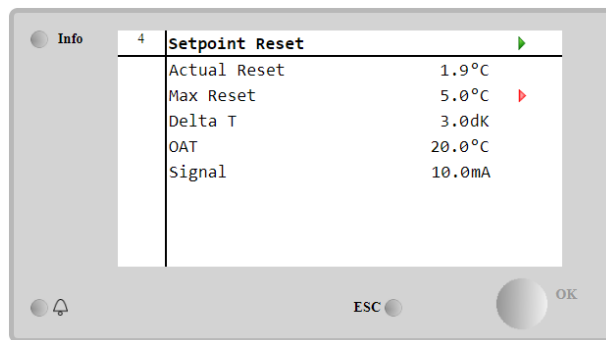 Info
4 Setpoint Reset
Actual Reset 1.9°C
Max Reset 5.0°C
Delta T 3.0dK
OAT 20.0°C
Signal 10.0mA
ESC OK